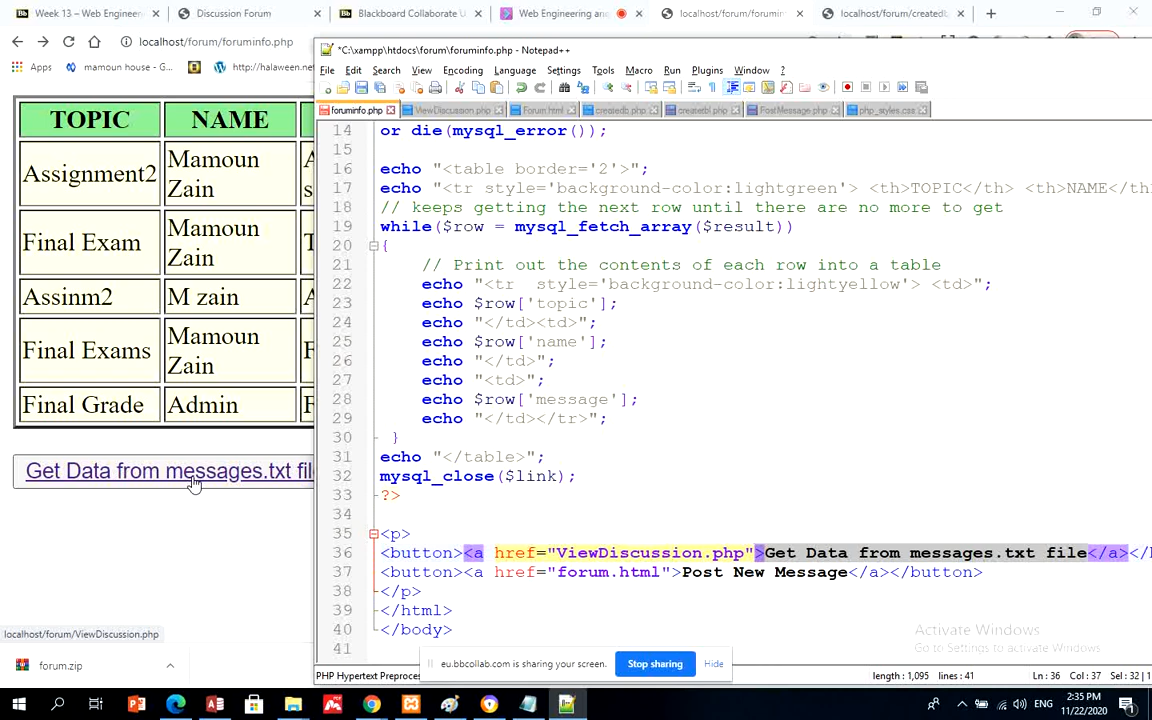 Week 13 – Web Engineer
Discussion Forum
Blackboard Collaborate U
Web Engineering an
localhost/forum/forumin
localhost/forum/createdb
localhost/forum/foruminfo.php
Apps
mamoun house - G...
http://halaween.net
*C:\xampp\htdocs\forum\foruminfo.php - Notepad++
File Edit Search View Encoding Language Settings Tools Macro Run Plugins Window ?
foruminfo.php ViewDiscussion.php Forum.html createdb.php createtbl.php PostMessage.php php_styles.css
TOPIC NAME
Assignment2 Mamoun Zain A s
Final Exam Mamoun Zain T
Assinm2 M zain A
Final Exams Mamoun Zain F
Final Grade Admin F
Get Data from messages.txt fil
14 or die(mysql_error());
15
16 echo "<table border='2'>";
17 echo "<tr style='background-color:lightgreen'> <th>TOPIC</th> <th>NAME</th
18 // keeps getting the next row until there are no more to get
19 while($row = mysql_fetch_array($result))
20 {
21 // Print out the contents of each row into a table
22 echo "<tr  style='background-color:lightyellow'> <td>";
23 echo $row['topic'];
24 echo "</td><td>";
25 echo $row['name'];
26 echo "</td>";
27 echo "<td>";
28 echo $row['message'];
29 echo "</td></tr>";
30 }
31 echo "</table>";
32 mysql_close($link);
33 ?>
34
35 <p>
36 <button><a href="ViewDiscussion.php">Get Data from messages.txt file</a></
37 <button><a href="forum.html">Post New Message</a></button>
38 </p>
39 </html>
40 </body>
41
localhost/forum/ViewDiscussion.php
Activate Windows
Go to Settings to activate Windows.
forum.zip
eu.bbcollab.com is sharing your screen.
Stop sharing
Hide
PHP Hypertext Preproces
length : 1,095 lines : 41
Ln : 36 Col : 37 Sel : 32 | 1
ENG
2:35 PM
11/22/2020